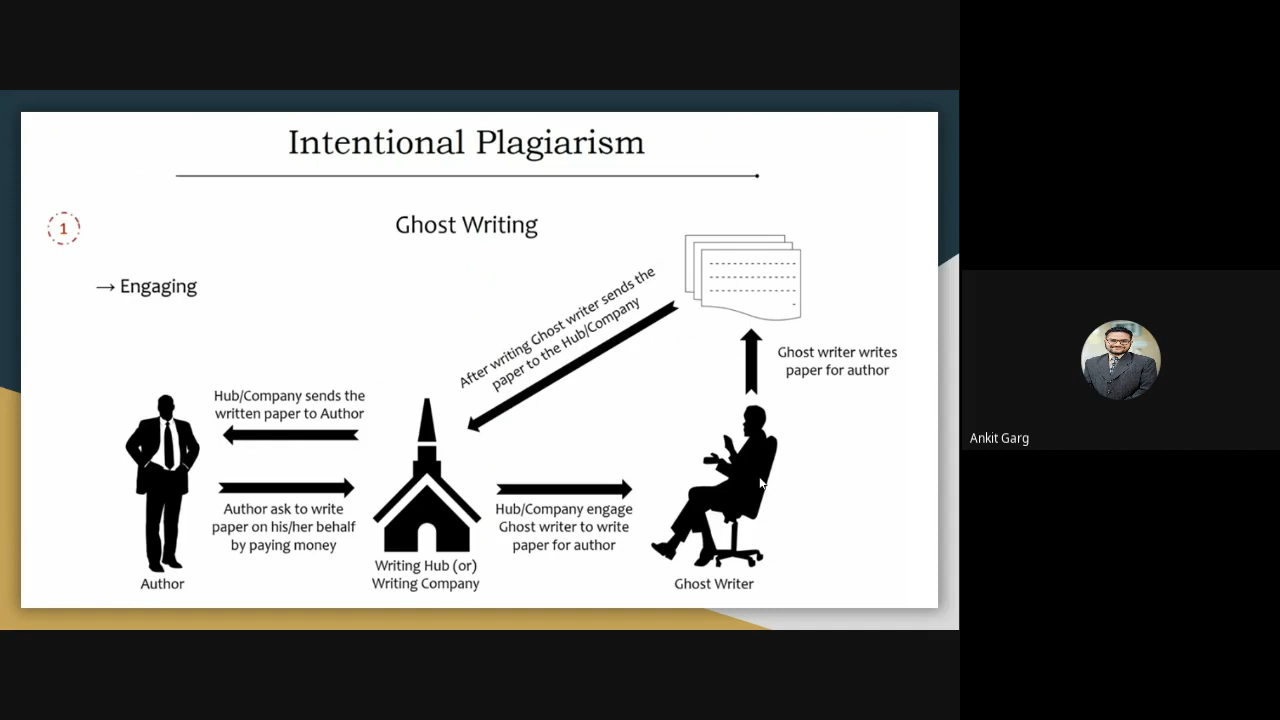 Intentional Plagiarism
1
Ghost Writing
→ Engaging
After writing Ghost writer sends the
paper to the Hub/Company
Ghost writer writes
paper for author
Hub/Company sends the
written paper to Author
Author ask to write
paper on his/her behalf
by paying money
Hub/Company engage
Ghost writer to write
paper for author
Author
Writing Hub (or)
Writing Company
Ghost Writer
Ankit Garg